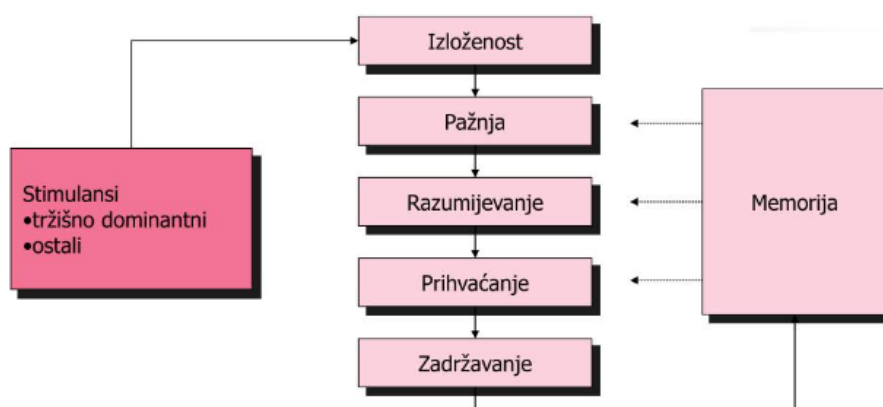 Izloženost
Pažnja
Stimulansi
•tržišno dominantni
•ostali
Razumijevanje
Memorija
Prihvaćanje
Zadržavanje